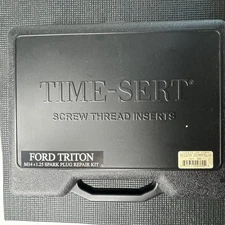 TIME-SERT®
SCREW THREAD INSERTS
FORD TRITON
M14 x 1.25 SPARK PLUG REPAIR KIT